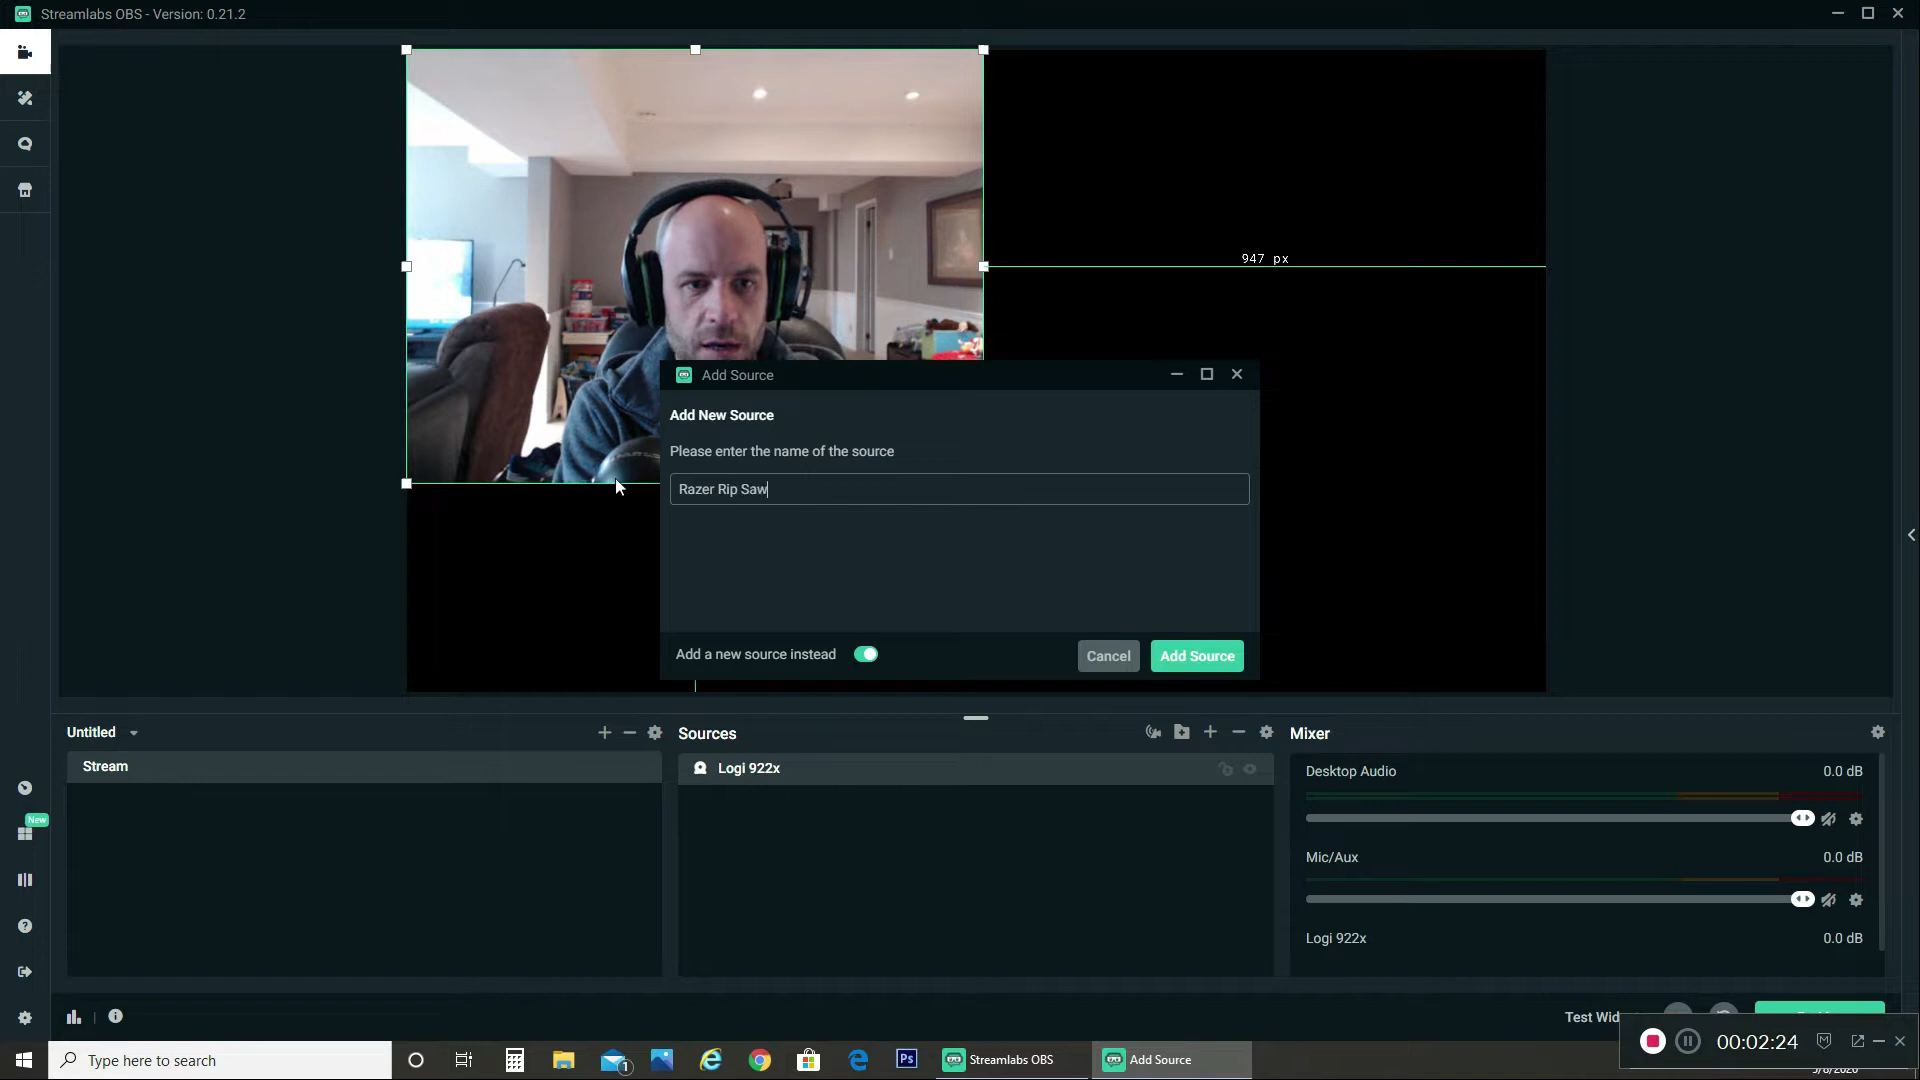 Streamlabs OBS - Version: 0.21.2
947 px
Add Source
Add New Source
Please enter the name of the source
Razer Rip Saw
Add a new source instead
Cancel
Add Source
Untitled
Sources
Mixer
Stream
Logi 922x
Desktop Audio
0.0 dB
Mic/Aux
0.0 dB
Logi 922x
0.0 dB
New
Test
00:02:24
Type here to search
1
Ps
Streamlabs OBS
Add Source